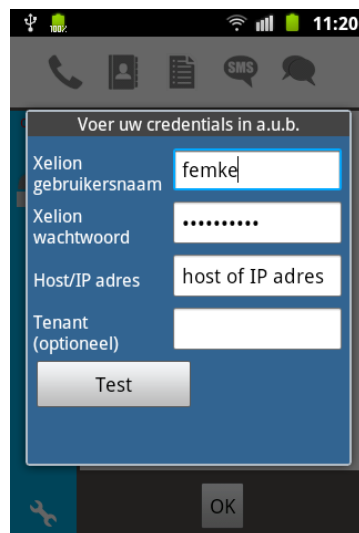 100%
11:20
SMS
Voer uw credentials in a.u.b.
Xelion
gebruikersnaam
femke
Xelion
wachtwoord
••••••••••
Host/IP adres
host of IP adres
Tenant
(optioneel)
Test
OK